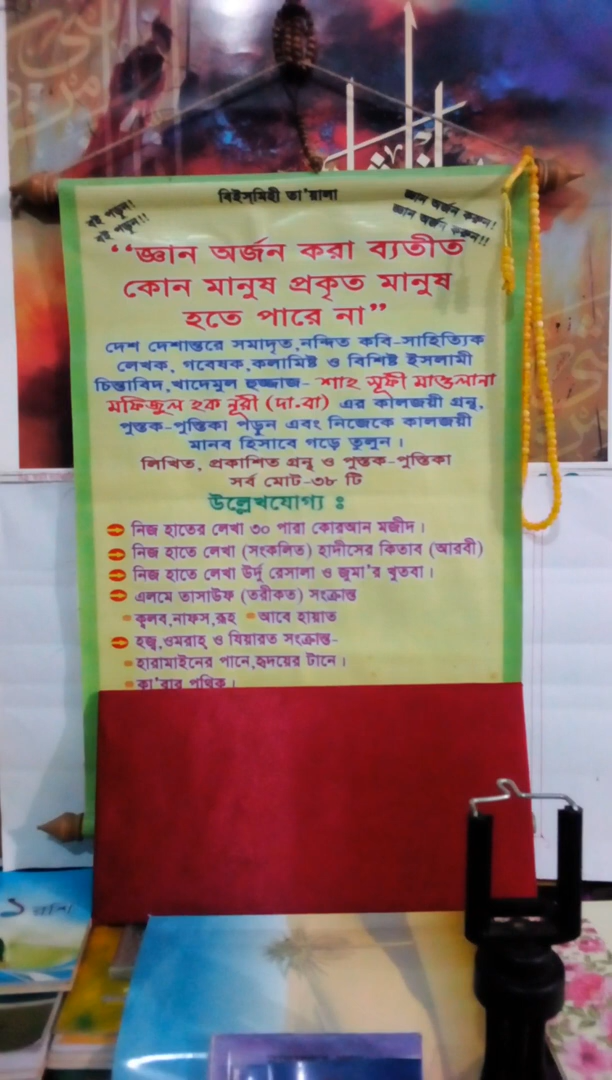 বিইসমিহী তা'য়ালা
বই পড়ুন!
বই পড়ুন!!
জ্ঞান অর্জন করুন!
জ্ঞান অর্জন করুন!!
“জ্ঞান অর্জন করা ব্যতীত
কোন মানুষ প্রকৃত মানুষ
হতে পারে না”
দেশ দেশান্তরে সমাদৃত,নন্দিত কবি-সাহিত্যিক
লেখক, গবেষক,কলামিষ্ট ও বিশিষ্ট ইসলামী
চিন্তাবিদ,খাদেমুল হুজ্জাজ- শাহ্ সূফী মাওলানা
মফিজুল হক নূরী (দা.বা) এর কালজয়ী গ্রন্থ,
পুস্তক-পুস্তিকা পড়ুন এবং নিজেকে কালজয়ী
মানব হিসাবে গড়ে তুলুন।
লিখিত, প্রকাশিত গ্রন্থ ও পুস্তক-পুস্তিকা
সর্ব মোট-৩৮ টি
উল্লেখযোগ্য ঃ
নিজ হাতের লেখা ৩০ পারা কোরআন মজীদ।
নিজ হাতে লেখা (সংকলিত) হাদীসের কিতাব (আরবী)
নিজ হাতে লেখা উর্দু রেসালা ও জুমা'র খুতবা।
এলমে তাসাউফ (তরীকত) সংক্রান্ত
ক্বলব,নাফস,রূহ আবে হায়াত
হজ্ব,ওমরাহ্ ও যিয়ারত সংক্রান্ত-
হারামাইনের পানে,হৃদয়ের টানে।
কা'বার পথিক।